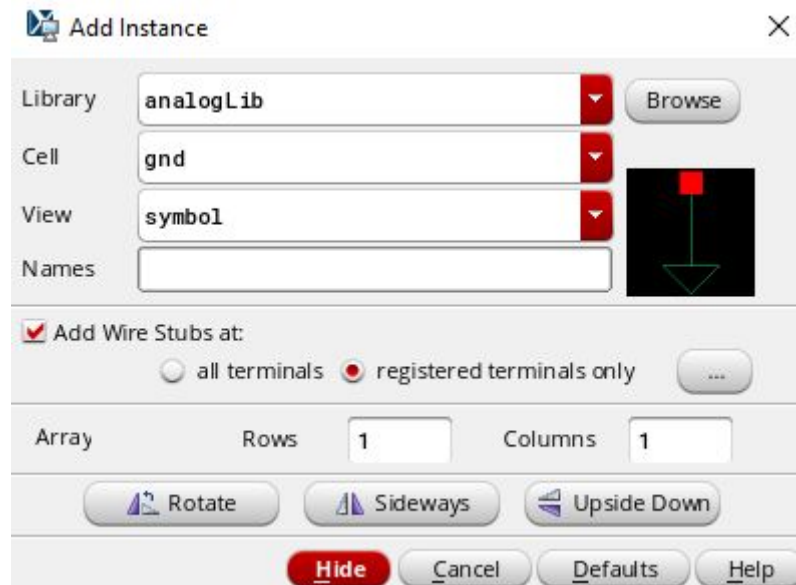 Add Instance
Library analogLib Browse
Cell gnd
View symbol
Names
Add Wire Stubs at:
all terminals registered terminals only ...
Array Rows 1 Columns 1
Rotate Sideways Upside Down
Hide Cancel Defaults Help